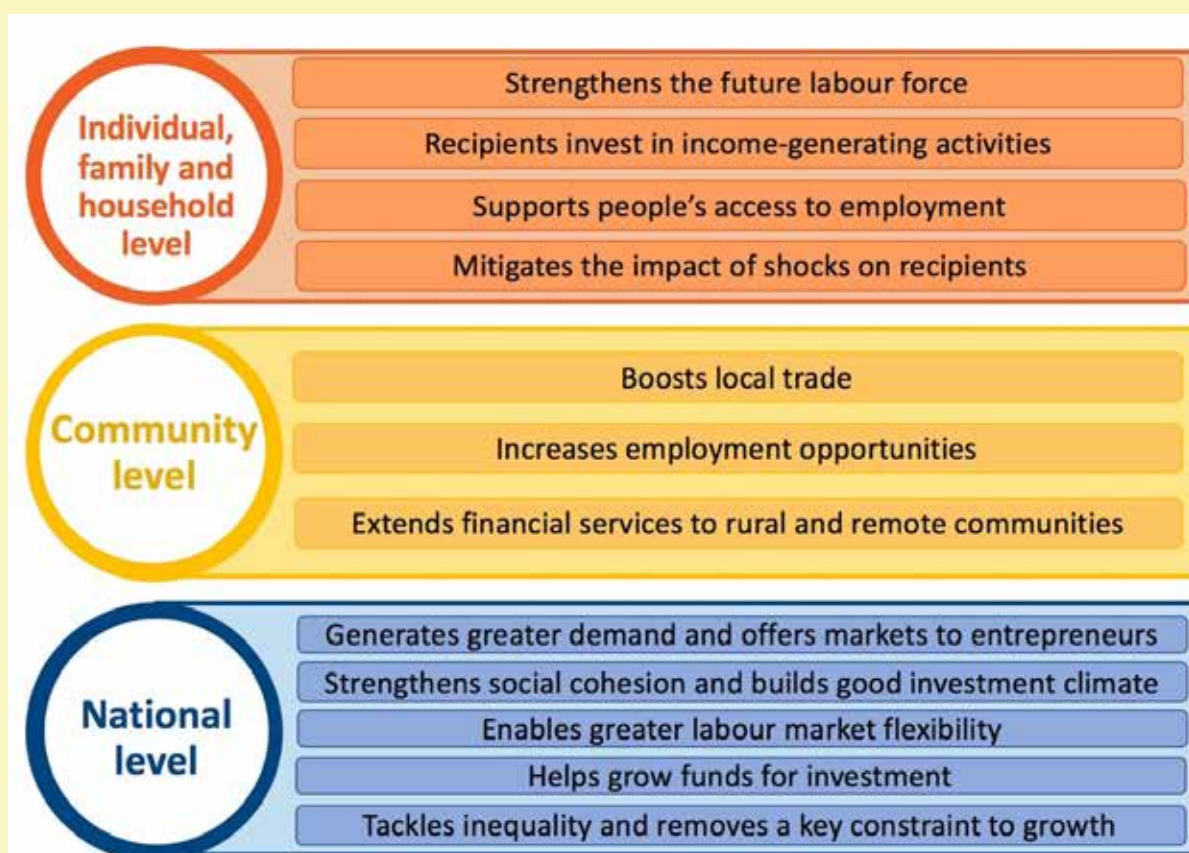 Individual,
family and
household
level
Strengthens the future labour force
Recipients invest in income-generating activities
Supports people's access to employment
Mitigates the impact of shocks on recipients
Community
level
Boosts local trade
Increases employment opportunities
Extends financial services to rural and remote communities
National
level
Generates greater demand and offers markets to entrepreneurs
Strengthens social cohesion and builds good investment climate
Enables greater labour market flexibility
Helps grow funds for investment
Tackles inequality and removes a key constraint to growth